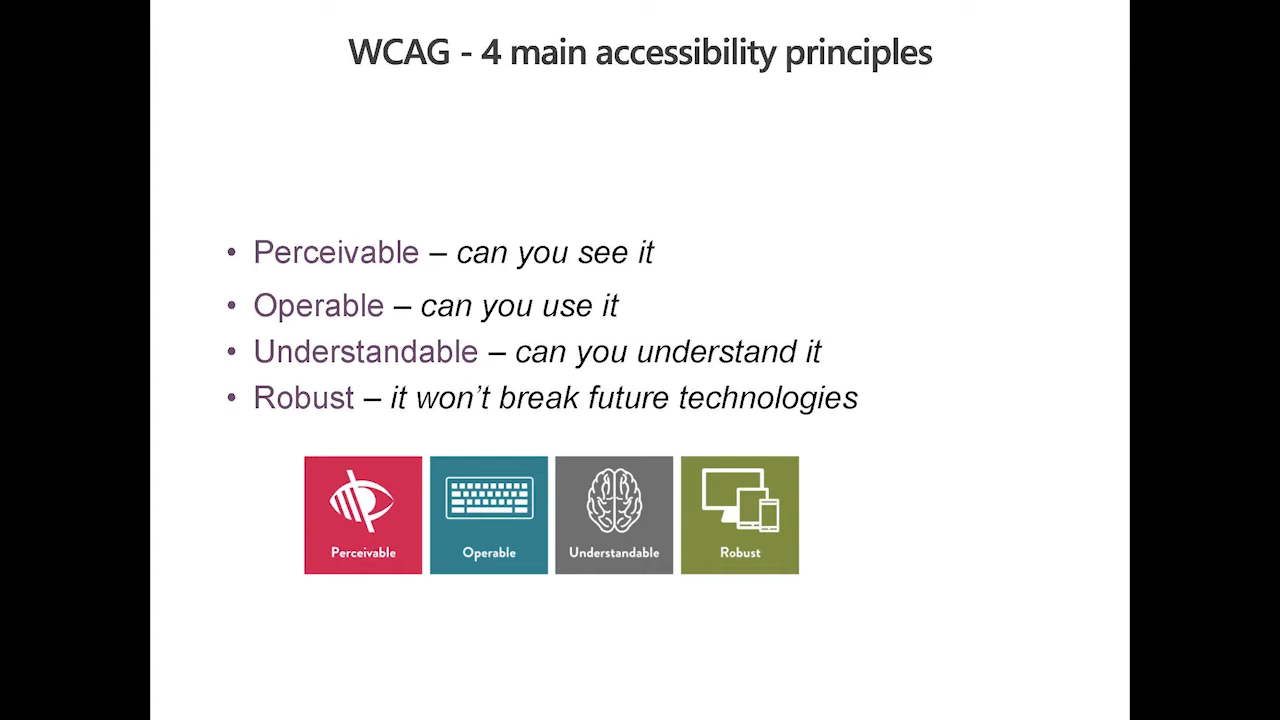 WCAG - 4 main accessibility principles
• Perceivable – can you see it
• Operable – can you use it
• Understandable – can you understand it
• Robust – it won’t break future technologies
Perceivable
Operable
Understandable
Robust